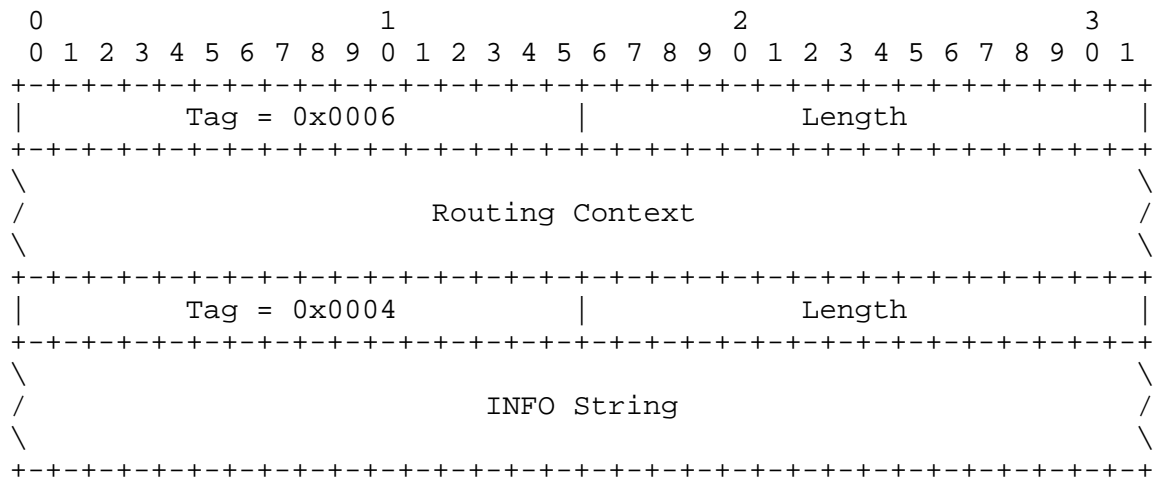 0                   1                   2                   3
 0 1 2 3 4 5 6 7 8 9 0 1 2 3 4 5 6 7 8 9 0 1 2 3 4 5 6 7 8 9 0 1
+-+-+-+-+-+-+-+-+-+-+-+-+-+-+-+-+-+-+-+-+-+-+-+-+-+-+-+-+-+-+-+-+
|         Tag = 0x0006          |            Length             |
+-+-+-+-+-+-+-+-+-+-+-+-+-+-+-+-+-+-+-+-+-+-+-+-+-+-+-+-+-+-+-+-+
\                                                               \
/                       Routing Context                         /
\                                                               \
+-+-+-+-+-+-+-+-+-+-+-+-+-+-+-+-+-+-+-+-+-+-+-+-+-+-+-+-+-+-+-+-+
|         Tag = 0x0004          |            Length             |
+-+-+-+-+-+-+-+-+-+-+-+-+-+-+-+-+-+-+-+-+-+-+-+-+-+-+-+-+-+-+-+-+
\                                                               \
/                          INFO String                          /
\                                                               \
+-+-+-+-+-+-+-+-+-+-+-+-+-+-+-+-+-+-+-+-+-+-+-+-+-+-+-+-+-+-+-+-+